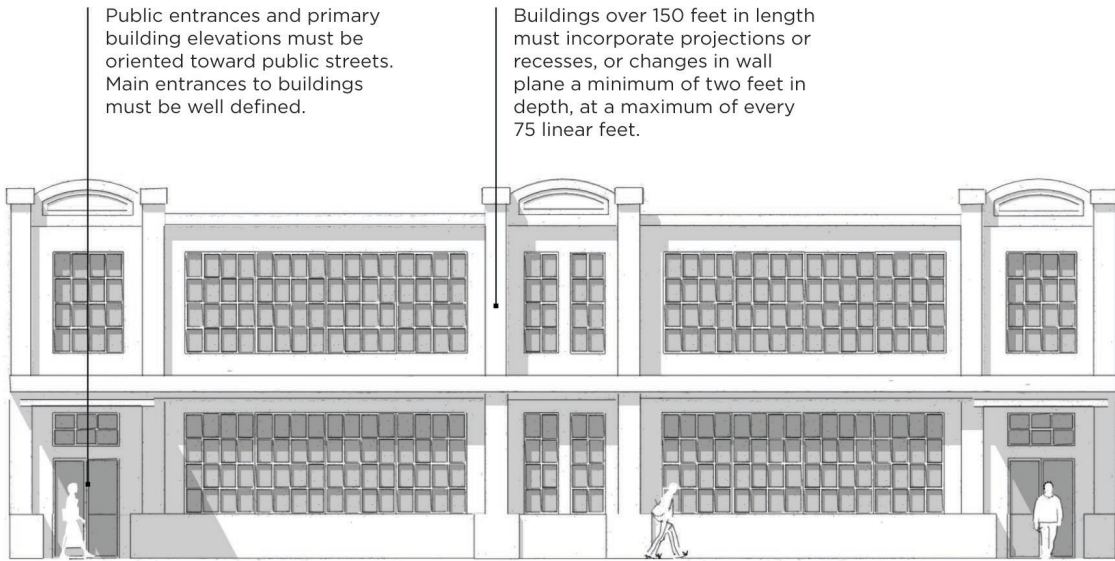 Public entrances and primary
building elevations must be
oriented toward public streets.
Main entrances to buildings
must be well defined.
Buildings over 150 feet in length
must incorporate projections or
recesses, or changes in wall
plane a minimum of two feet in
depth, at a maximum of every
75 linear feet.